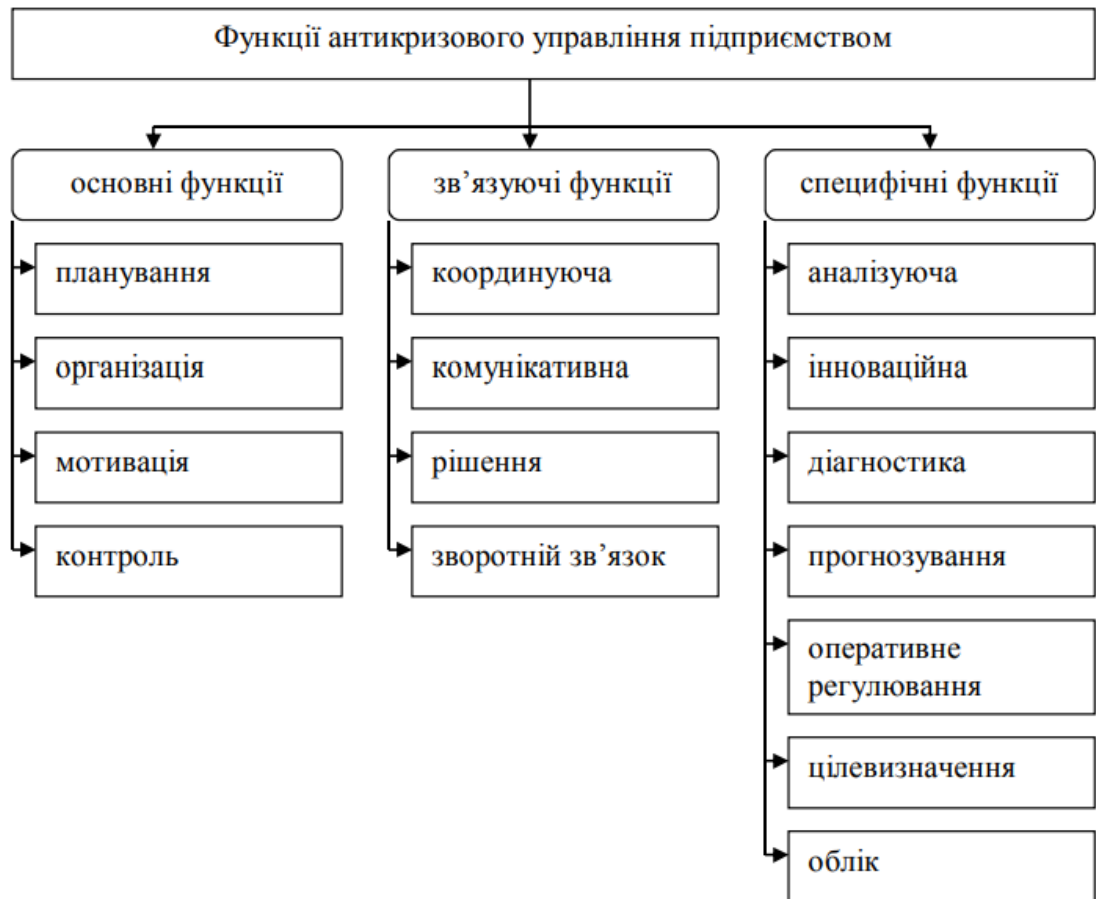 Функції антикризового управління підприємством
основні функції
планування
організація
мотивація
контроль
зв’язуючі функції
координуюча
комунікативна
рішення
зворотній зв’язок
специфічні функції
аналізуюча
інноваційна
діагностика
прогнозування
оперативне
регулювання
цілевизначення
облік